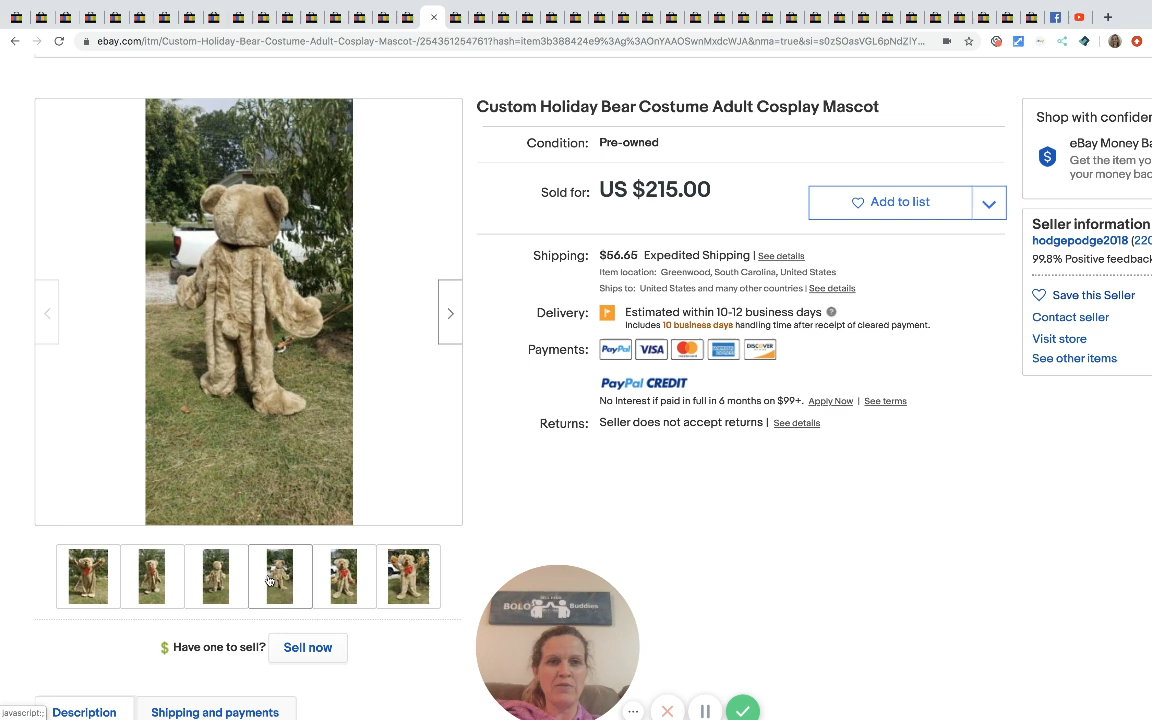 ebay.com/itm/Custom-Holiday-Bear-Costume-Adult-Cosplay-Mascot-/254351254761?hash=item3b388424e9%3Ag%3AOnYAAOSwnMxdcWJA&nma=true&si=s0zSOasVGL6pNdZlY...
Custom Holiday Bear Costume Adult Cosplay Mascot
Condition: Pre-owned
Sold for: US $215.00
Add to list
Shipping: $56.65 Expedited Shipping | See details
Item location: Greenwood, South Carolina, United States
Ships to: United States and many other countries | See details
Delivery: Estimated within 10-12 business days
Includes 10 business days handling time after receipt of cleared payment.
Payments: PayPal VISA MasterCard AMERICAN EXPRESS DISCOVER
PayPal CREDIT
No Interest if paid in full in 6 months on $99+. Apply Now | See terms
Returns: Seller does not accept returns | See details
Shop with confiden
eBay Money Ba
Get the item yo
your money bac
Seller information
hodgepodge2018 (220
99.8% Positive feedback
Save this Seller
Contact seller
Visit store
See other items
BOLO Buddies
$ Have one to sell? Sell now
javascript:;
Description
Shipping and payments